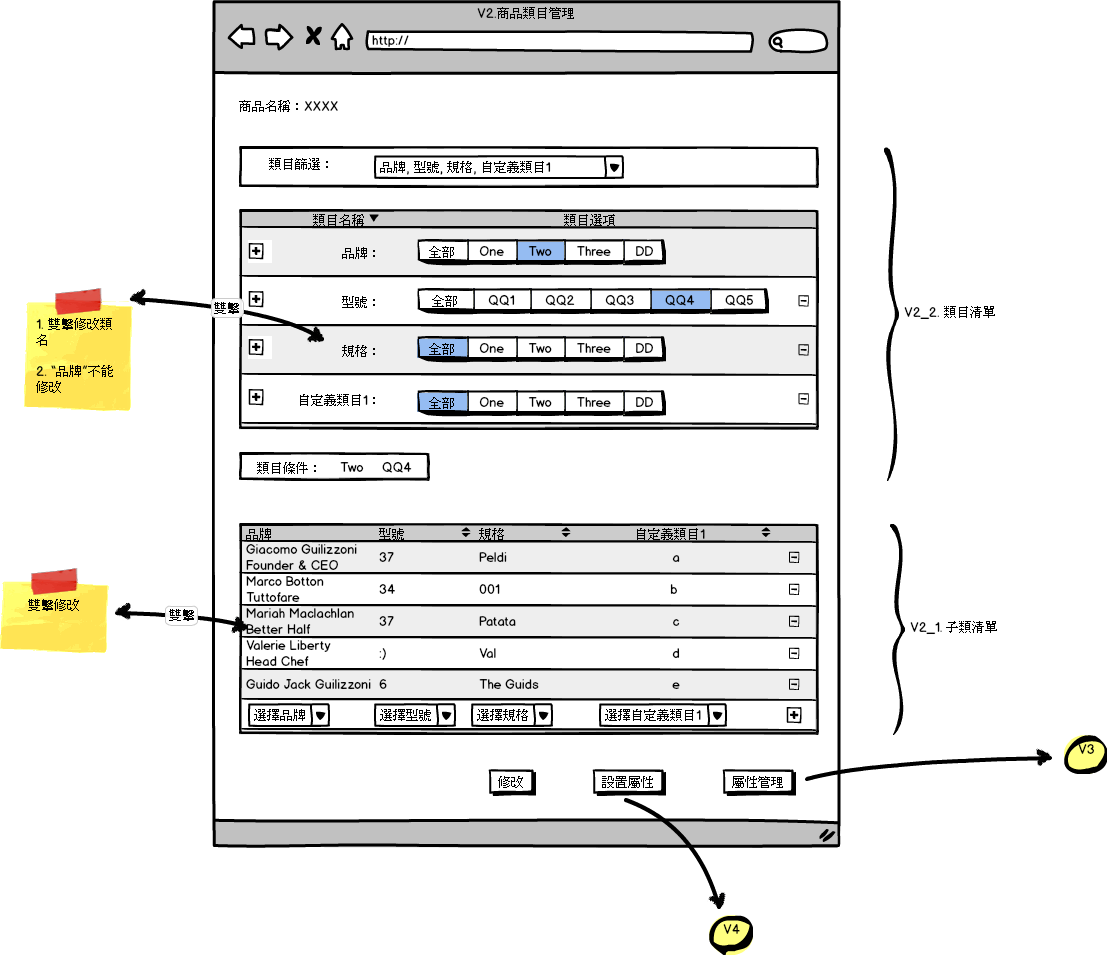 V2.商品類目管理
http://
商品名稱：XXXX
類目篩選：
品牌, 型號, 規格, 自定義類目1
類目名稱 類目選項
品牌： 全部 One Two Three DD
型號： 全部 QQ1 QQ2 QQ3 QQ4 QQ5
規格： 全部 One Two Three DD
自定義類目1： 全部 One Two Three DD
雙擊
1. 雙擊修改類
名
2. "品牌"不能
修改
V2_2. 類目清單
類目條件： Two QQ4
品牌 型號 規格 自定義類目1
Giacomo Guilizzoni
Founder & CEO
37 Peldi a
Marco Botton
Tuttofare
34 001 b
Mariah Maclachlan
Better Half
37 Patata c
Valerie Liberty
Head Chef
:) Val d
Guido Jack Guilizzoni 6 The Guids e
選擇品牌 選擇型號 選擇規格 選擇自定義類目1
雙擊修改
雙擊
V2_1. 子類清單
修改 設置屬性 屬性管理
V3
V4